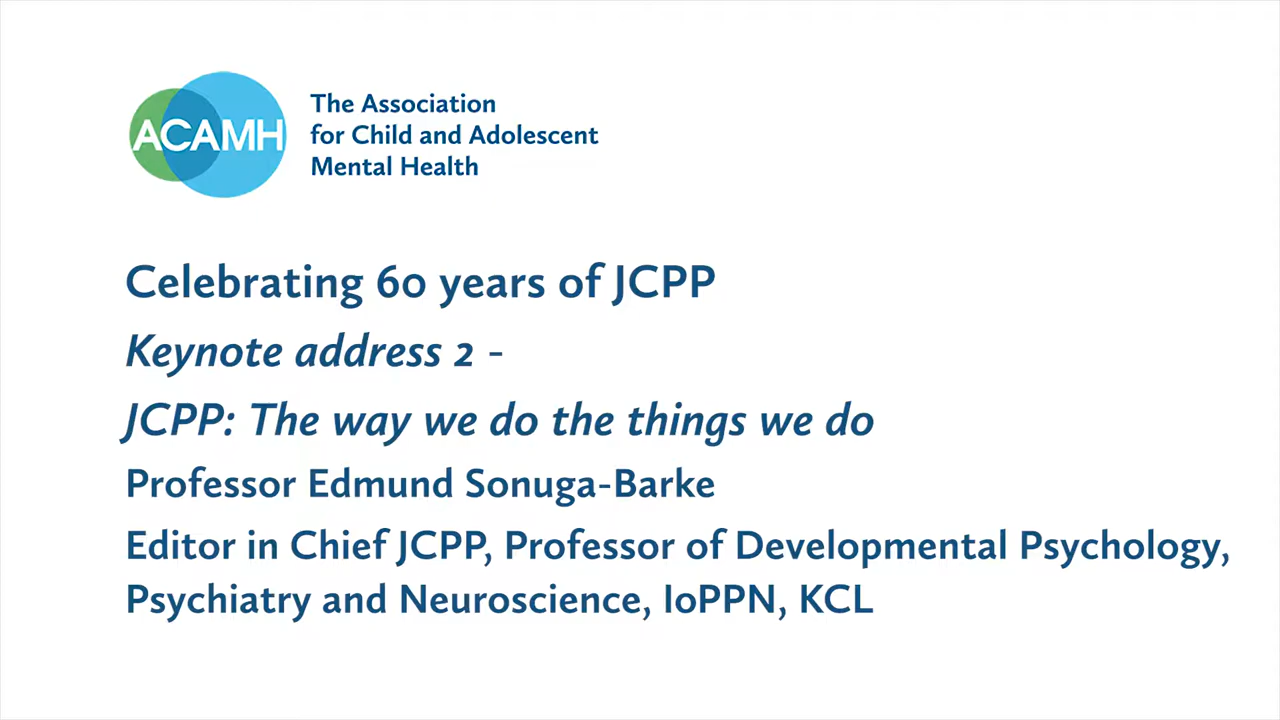 ACAMH
The Association
for Child and Adolescent
Mental Health
Celebrating 60 years of JCPP
Keynote address 2 -
JCPP: The way we do the things we do
Professor Edmund Sonuga-Barke
Editor in Chief JCPP, Professor of Developmental Psychology,
Psychiatry and Neuroscience, IoPPN, KCL